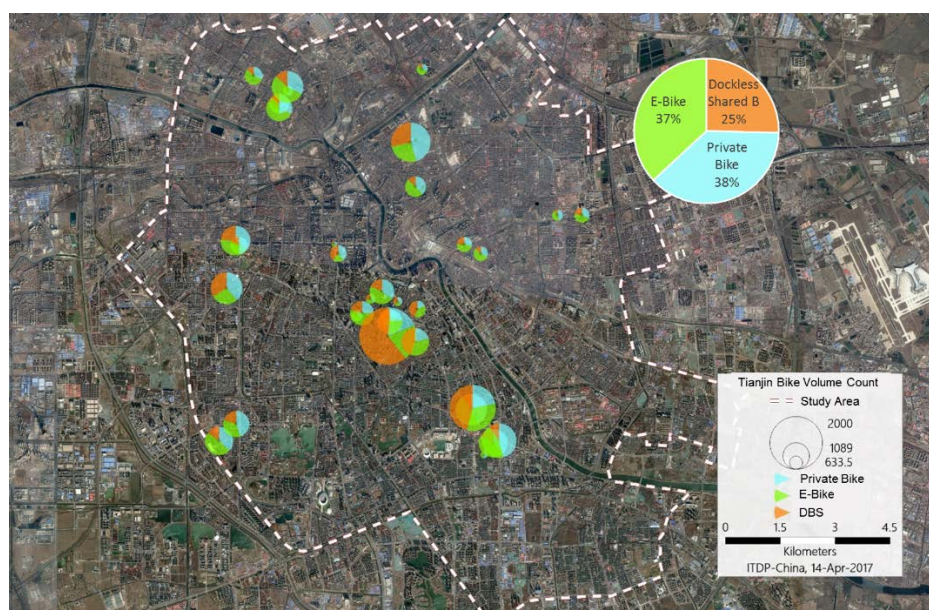 E-Bike
37%
Dockless
Shared B
25%
Private
Bike
38%
Tianjin Bike Volume Count
Study Area
2000
1089
633.5
Private Bike
E-Bike
DBS
0 1.5 3 4.5
Kilometers
ITDP-China, 14-Apr-2017